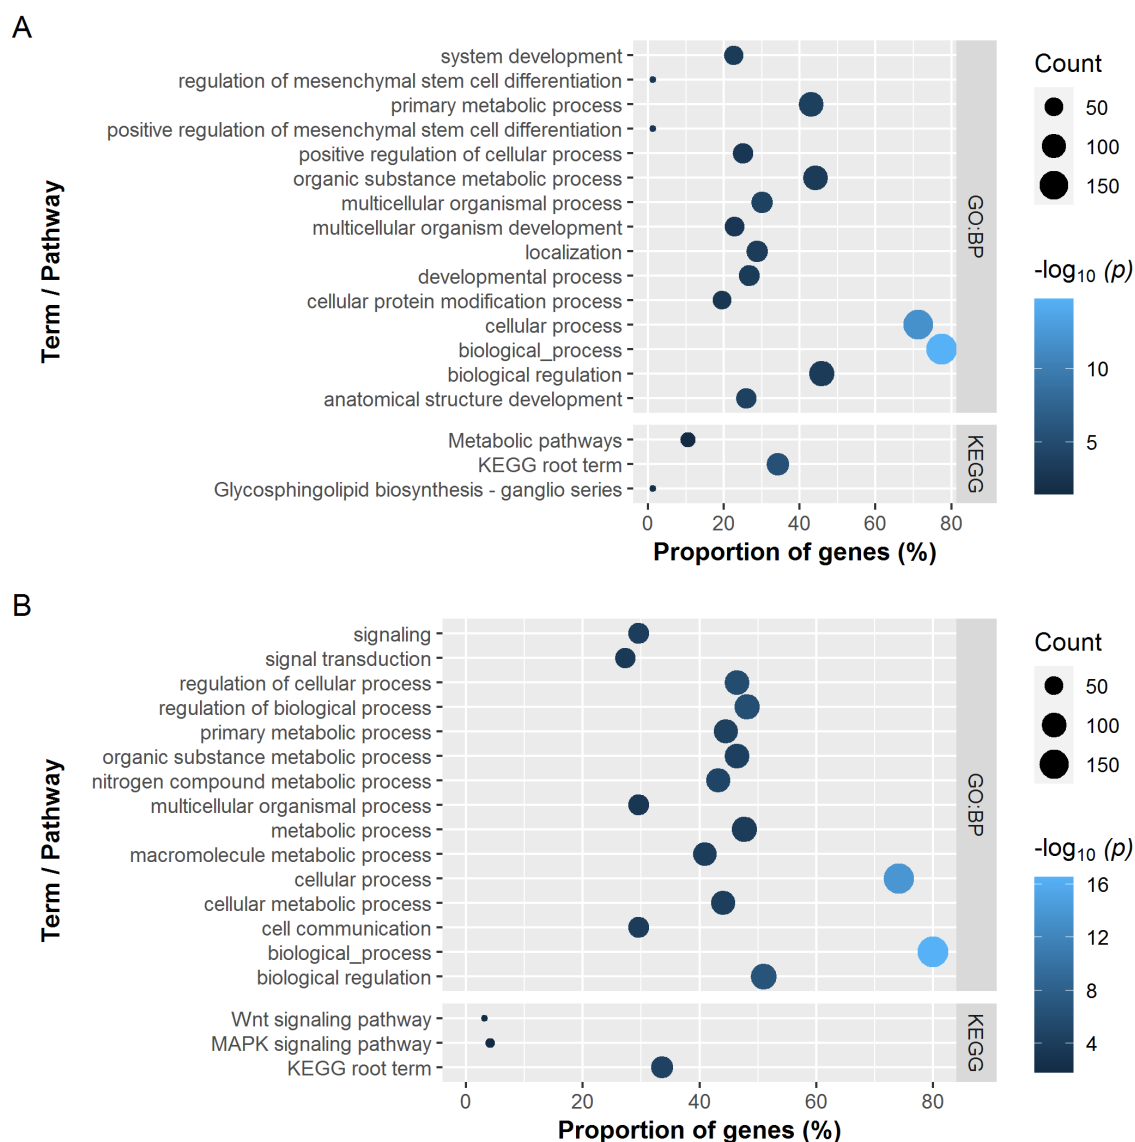 A
system development
regulation of mesenchymal stem cell differentiation
primary metabolic process
positive regulation of mesenchymal stem cell differentiation
positive regulation of cellular process
organic substance metabolic process
multicellular organismal process
multicellular organism development
localization
developmental process
cellular protein modification process
cellular process
biological_process
biological regulation
anatomical structure development
GO:BP
Metabolic pathways
KEGG root term
Glycosphingolipid biosynthesis - ganglio series
KEGG
0 20 40 60 80
Proportion of genes (%)
Term / Pathway
Count
50
100
150
-log10 (p)
10
5
B
signaling
signal transduction
regulation of cellular process
regulation of biological process
primary metabolic process
organic substance metabolic process
nitrogen compound metabolic process
multicellular organismal process
metabolic process
macromolecule metabolic process
cellular process
cellular metabolic process
cell communication
biological_process
biological regulation
GO:BP
Wnt signaling pathway
MAPK signaling pathway
KEGG root term
KEGG
0 20 40 60 80
Proportion of genes (%)
Term / Pathway
Count
50
100
150
-log10 (p)
16
12
8
4